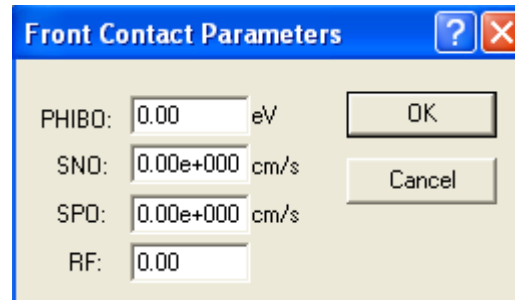 Front Contact Parameters ? X
PHIBO: 0.00 eV OK
SNO: 0.00e+000 cm/s
Cancel
SPO: 0.00e+000 cm/s
RF: 0.00